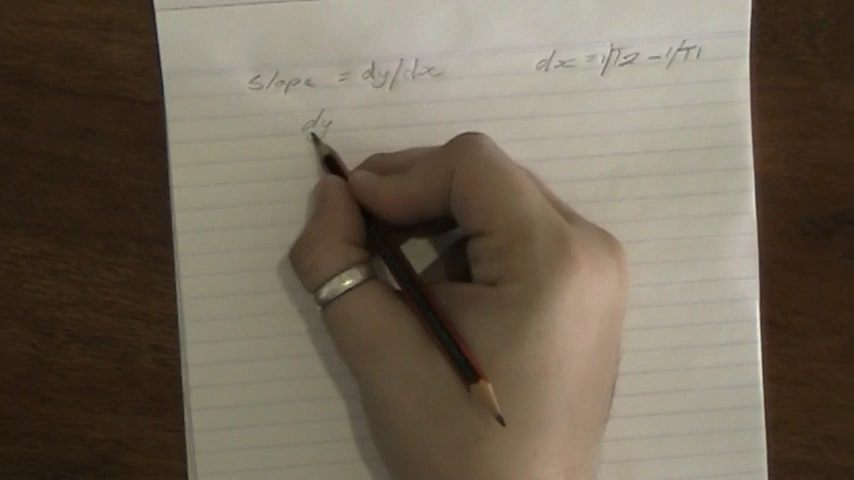 slope = dy/dx dx = 1/T2 - 1/T1
dy